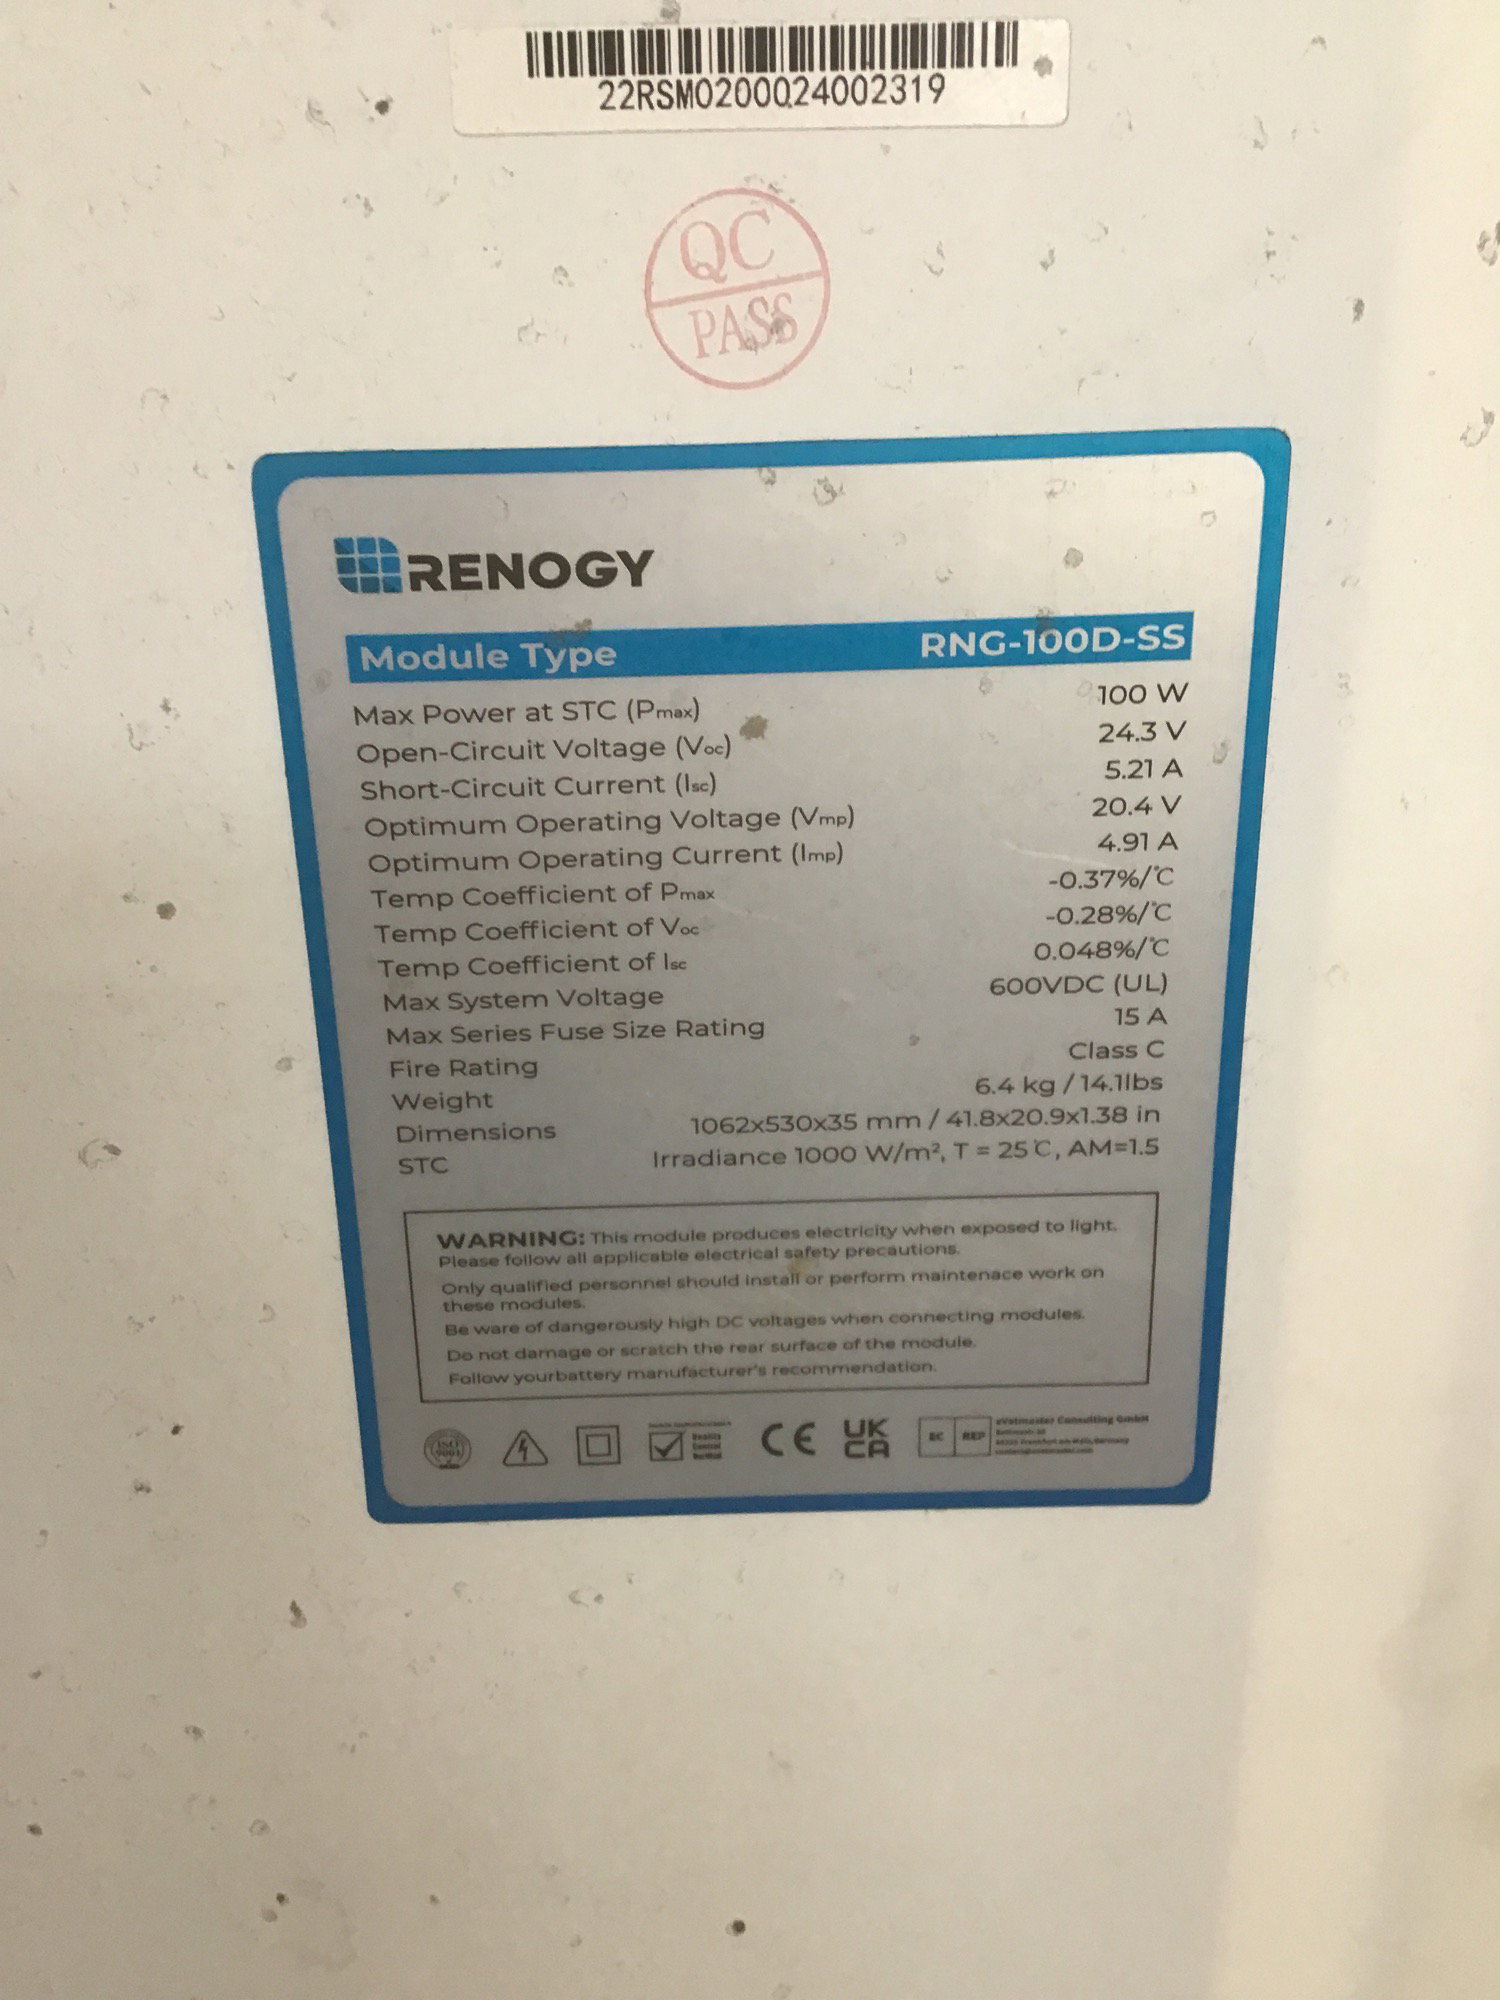 22RSM0200024002319
QC
PASS
RENOGY
Module Type RNG-100D-SS
Max Power at STC (Pmax) 100 W
Open-Circuit Voltage (Voc) 24.3 V
Short-Circuit Current (Isc) 5.21 A
Optimum Operating Voltage (Vmp) 20.4 V
Optimum Operating Current (Imp) 4.91 A
Temp Coefficient of Pmax -0.37%/℃
Temp Coefficient of Voc -0.28%/℃
Temp Coefficient of Isc 0.048%/℃
Max System Voltage 600VDC (UL)
Max Series Fuse Size Rating 15 A
Fire Rating Class C
Weight 6.4 kg / 14.1lbs
Dimensions 1062x530x35 mm / 41.8x20.9x1.38 in
STC Irradiance 1000 W/m², T = 25℃, AM=1.5
WARNING: This module produces electricity when exposed to light.
Please follow all applicable electrical safety precautions.
Only qualified personnel should install or perform maintenace work on
these modules.
Be ware of dangerously high DC voltages when connecting modules.
Do not damage or scratch the rear surface of the module.
Follow yourbattery manufacturer's recommendation.
ISO
9001
CE
UK
CA
EC REP
eVatmaster Consulting GmbH